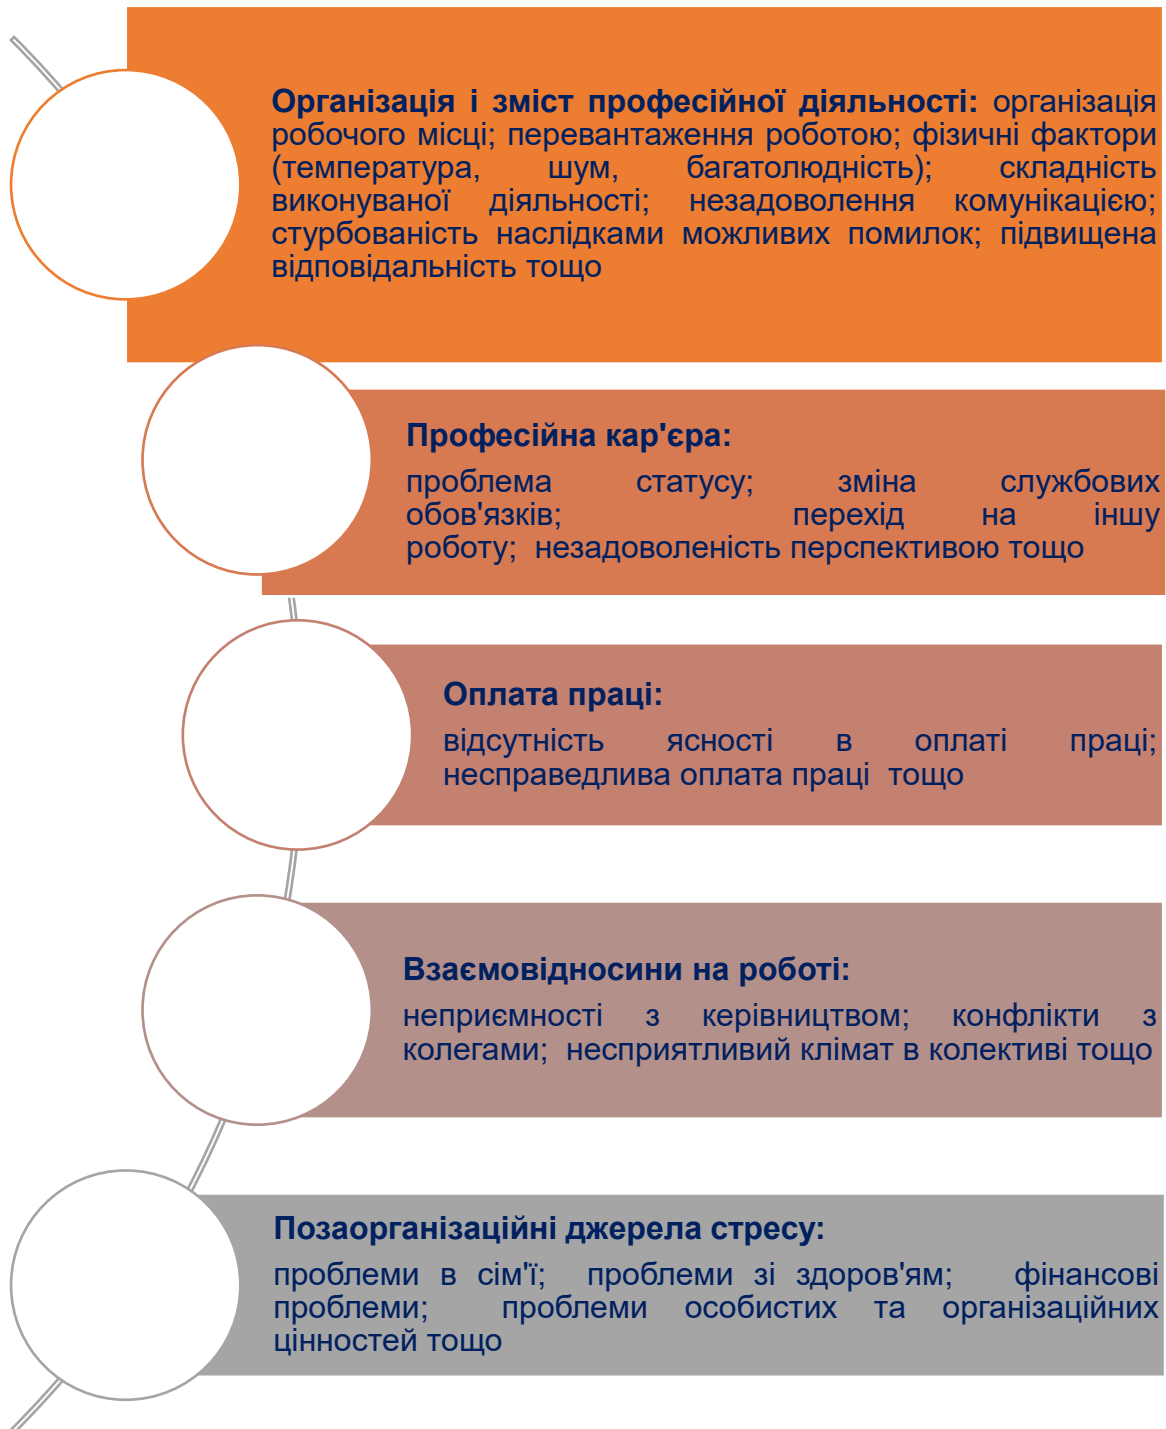 Організація і зміст професійної діяльності: організація
робочого місці; перевантаження роботою; фізичні фактори
(температура, шум, багатолюдність); складність
виконуваної діяльності; незадоволення комунікацією;
стурбованість наслідками можливих помилок; підвищена
відповідальність тощо
Професійна кар'єра:
проблема статусу; зміна службових
обов'язків; перехід на іншу
роботу; незадоволеність перспективою тощо
Оплата праці:
відсутність ясності в оплаті праці;
несправедлива оплата праці тощо
Взаємовідносини на роботі:
неприємності з керівництвом; конфлікти з
колегами; несприятливий клімат в колективі тощо
Позаорганізаційні джерела стресу:
проблеми в сім'ї; проблеми зі здоров'ям; фінансові
проблеми; проблеми особистих та організаційних
цінностей тощо